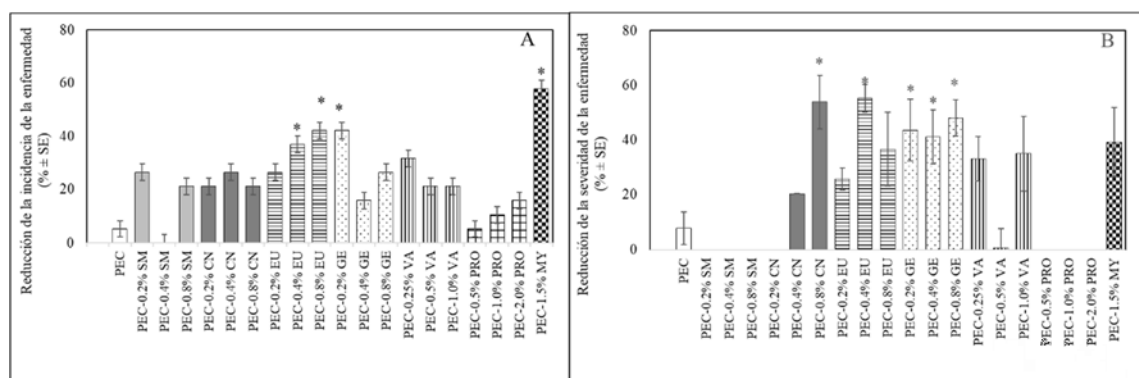 Reducción de la incidencia de la enfermedad
(% ± SE)
80
60
40
20
0
A
*
*
*
*
PEC
PEC-0.2% SM
PEC-0.4% SM
PEC-0.8% SM
PEC-0.2% CN
PEC-0.4% CN
PEC-0.8% CN
PEC-0.2% EU
PEC-0.4% EU
PEC-0.8% EU
PEC-0.2% GE
PEC-0.4% GE
PEC-0.8% GE
PEC-0.25% VA
PEC-0.5% VA
PEC-1.0% VA
PEC-0.5% PRO
PEC-1.0% PRO
PEC-2.0% PRO
PEC-1.5% MY
Reducción de la severidad de la enfermedad
(% ± SE)
80
60
40
20
0
B
*
*
*
*
*
PEC
PEC-0.2% SM
PEC-0.4% SM
PEC-0.8% SM
PEC-0.2% CN
PEC-0.4% CN
PEC-0.8% CN
PEC-0.2% EU
PEC-0.4% EU
PEC-0.8% EU
PEC-0.2% GE
PEC-0.4% GE
PEC-0.8% GE
PEC-0.25% VA
PEC-0.5% VA
PEC-1.0% VA
PEC-0.5% PRO
PEC-1.0% PRO
PEC-2.0% PRO
PEC-1.5% MY